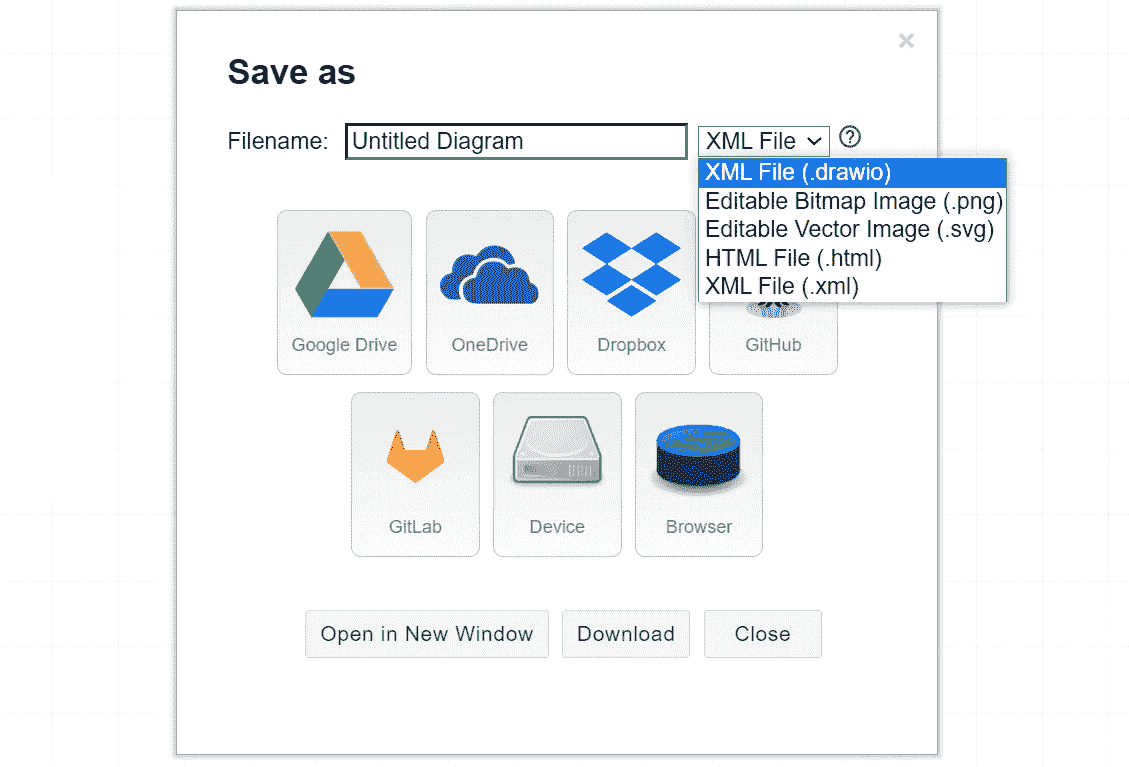 ×
Save as
Filename: Untitled Diagram XML File ?
XML File (.drawio)
Editable Bitmap Image (.png)
Editable Vector Image (.svg)
HTML File (.html)
XML File (.xml)
Google Drive OneDrive Dropbox GitHub
GitLab Device Browser
Open in New Window Download Close